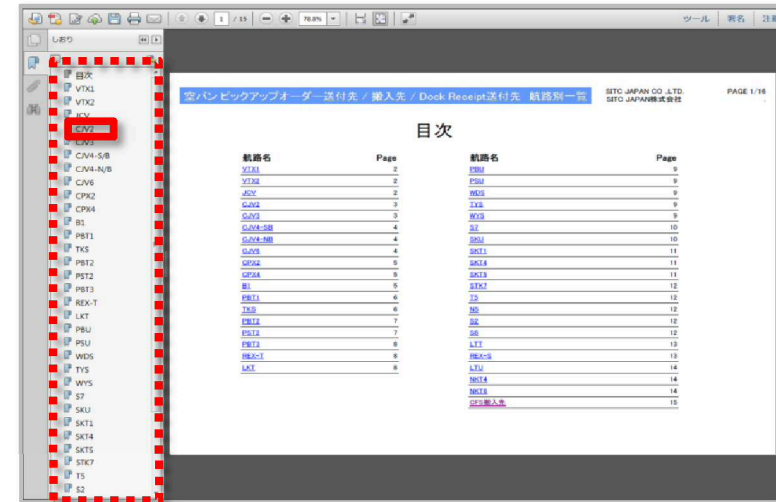 1 / 15
78.8%
ツール
署名
注釈
しおり
目次
VTX1
VTX2
JCV
CJV2
CJV3
CJV4-S/B
CJV4-N/B
CJV6
CPX2
CPX4
B1
PBT1
TKS
PBT2
PST2
PBT3
REX-T
LKT
PBU
PSU
WDS
TYS
WYS
S7
SKU
SKT1
SKT4
SKT5
STK7
T5
S2
空バンピックアップオーダー送付先 / 搬入先 / Dock Receipt送付先 航路別一覧
SITC JAPAN CO .,LTD.
SITC JAPAN株式会社
PAGE 1/16
目次
航路名 Page
VTX1 2
VTX2 2
JCV 2
CJV2 3
CJV3 3
CJV4-SB 4
CJV4-NB 4
CJV6 4
CPX2 5
CPX4 5
B1 5
PBT1 6
TKS 6
PBT2 7
PST2 7
PBT3 8
REX-T 8
LKT 8
航路名 Page
PBU 9
PSU 9
WDS 9
TYS 9
WYS 9
S7 10
SKU 10
SKT1 11
SKT4 11
SKT5 11
STK7 12
T5 12
N5 12
S2 12
S6 12
LTT 13
REX-S 13
LTU 14
NKT4 14
NKT6 14
CFS搬入先 15